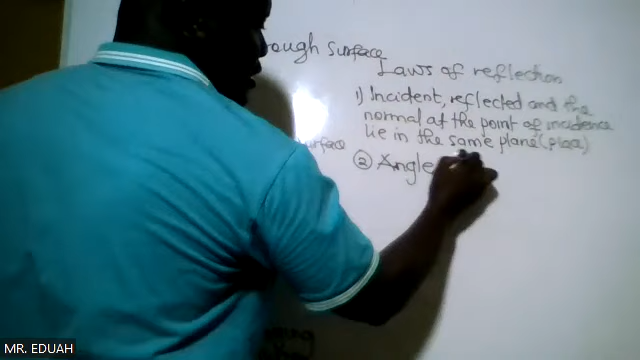 rough surface
Laws of reflection
1) Incident, reflected and the
normal at the point of incidence
lie in the same plane (place)
urface
② Angle
MR. EDUAH